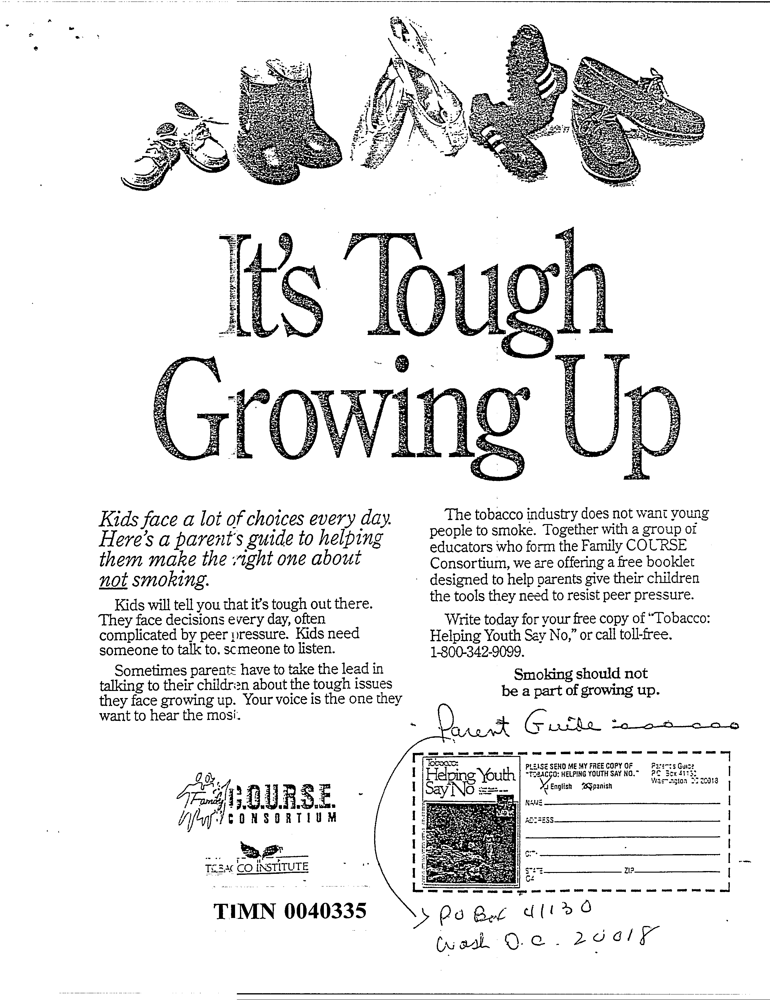 It's Tough
Growing Up
Kids face a lot of choices every day.
Here's a parent's guide to helping
them make the right one about
not smoking.
Kids will tell you that it's tough out there.
They face decisions every day, often
complicated by peer pressure. Kids need
someone to talk to, someone to listen.
Sometimes parents have to take the lead in
talking to their children about the tough issues
they face growing up. Your voice is the one they
want to hear the most.
The tobacco industry does not want young
people to smoke. Together with a group of
educators who form the Family COURSE
Consortium, we are offering a free booklet
designed to help parents give their children
the tools they need to resist peer pressure.
Write today for your free copy of "Tobacco:
Helping Youth Say No," or call toll-free,
1-800-342-9099.
Smoking should not
be a part of growing up.
Parent Guide
Tobacco:
Helping Youth
Say No
PLEASE SEND ME MY FREE COPY OF
"TOBACCO: HELPING YOUTH SAY NO."
English Spanish
Parents Guide
P.O. Box 41130
Washington DC 20018
NAME
ADDRESS
CITY
STATE ZIP
Family C.O.U.R.S.E.
CONSORTIUM
TOBACCO INSTITUTE
TIMN 0040335
PO Box 41130
Wash D.C. 20018